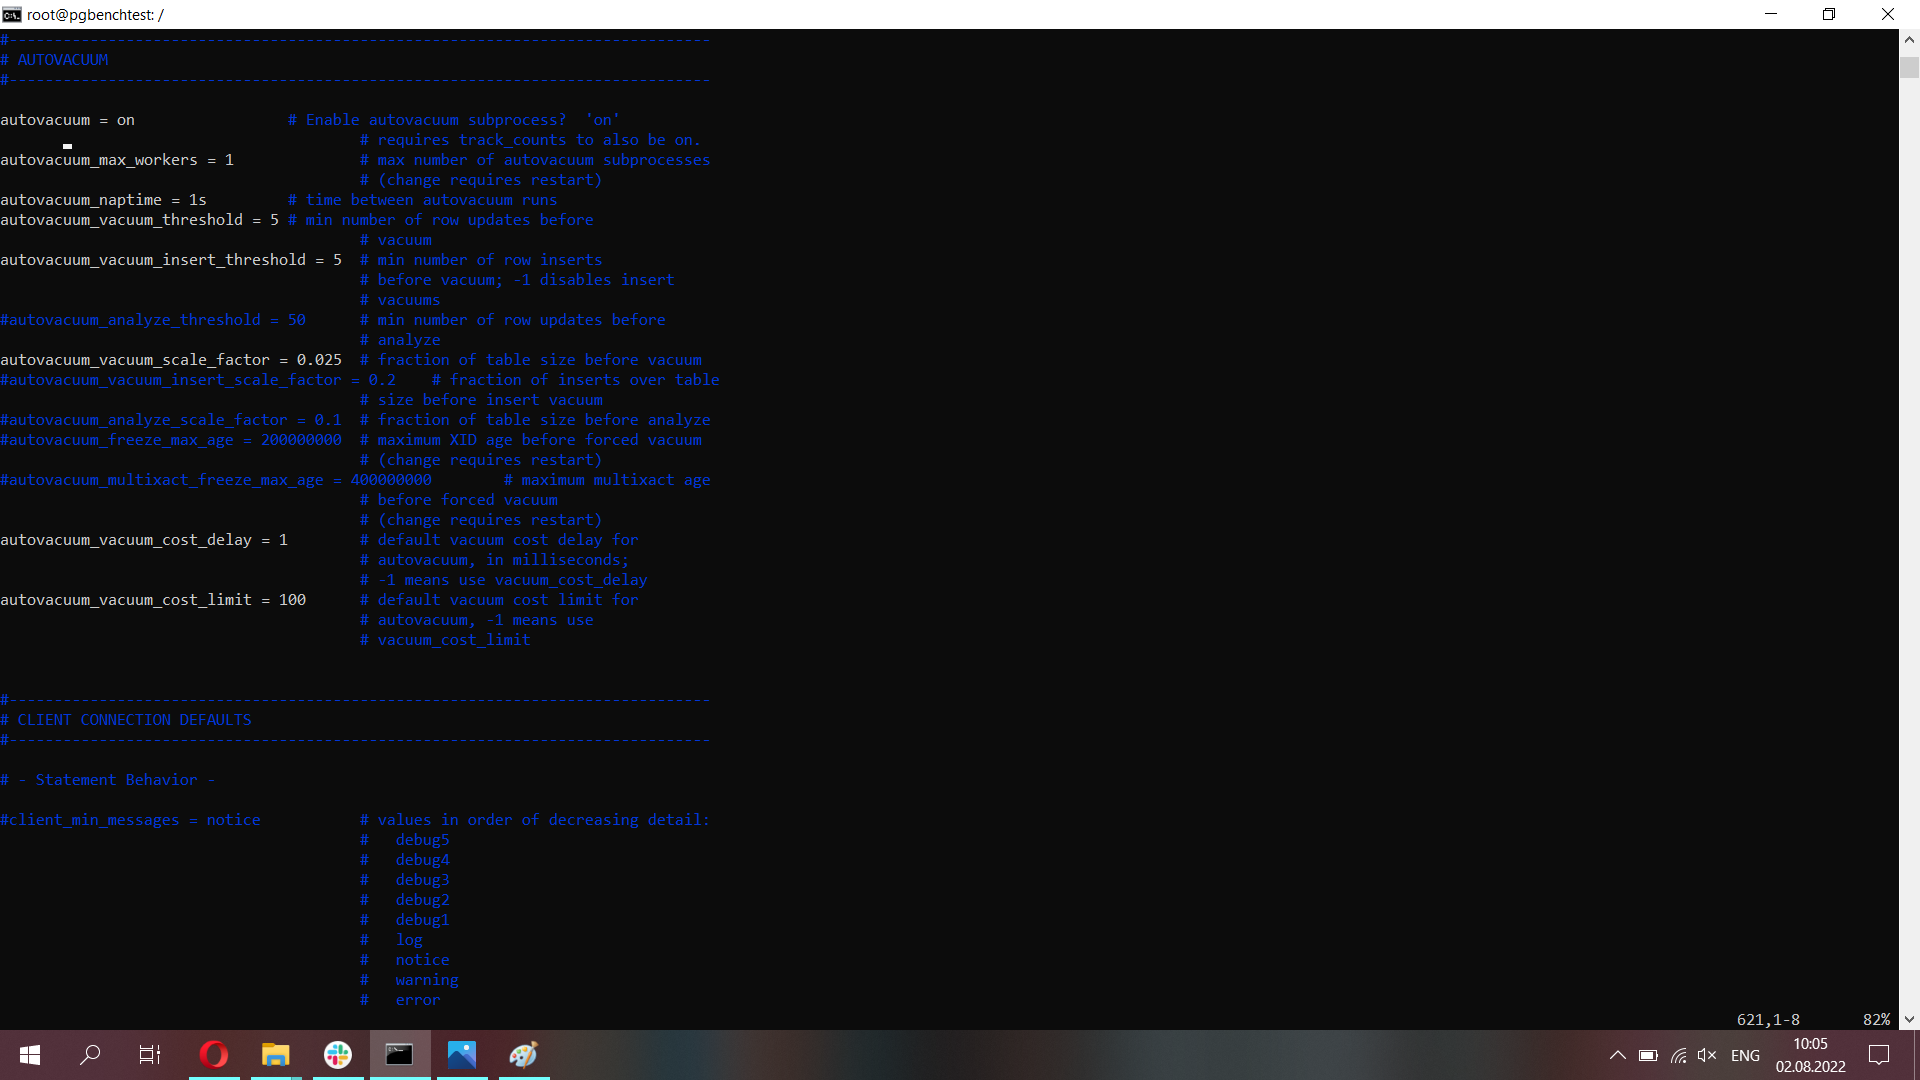 root@pgbenchtest: /
#------------------------------------------------------------------------------
# AUTOVACUUM
#------------------------------------------------------------------------------
autovacuum = on # Enable autovacuum subprocess? 'on'
# requires track_counts to also be on.
autovacuum_max_workers = 1 # max number of autovacuum subprocesses
# (change requires restart)
autovacuum_naptime = 1s # time between autovacuum runs
autovacuum_vacuum_threshold = 5 # min number of row updates before
# vacuum
autovacuum_vacuum_insert_threshold = 5 # min number of row inserts
# before vacuum; -1 disables insert
# vacuums
#autovacuum_analyze_threshold = 50 # min number of row updates before
# analyze
autovacuum_vacuum_scale_factor = 0.025 # fraction of table size before vacuum
#autovacuum_vacuum_insert_scale_factor = 0.2 # fraction of inserts over table
# size before insert vacuum
#autovacuum_analyze_scale_factor = 0.1 # fraction of table size before analyze
#autovacuum_freeze_max_age = 200000000 # maximum XID age before forced vacuum
# (change requires restart)
#autovacuum_multixact_freeze_max_age = 400000000 # maximum multixact age
# before forced vacuum
# (change requires restart)
autovacuum_vacuum_cost_delay = 1 # default vacuum cost delay for
# autovacuum, in milliseconds;
# -1 means use vacuum_cost_delay
autovacuum_vacuum_cost_limit = 100 # default vacuum cost limit for
# autovacuum, -1 means use
# vacuum_cost_limit
#------------------------------------------------------------------------------
# CLIENT CONNECTION DEFAULTS
#------------------------------------------------------------------------------
# - Statement Behavior -
#client_min_messages = notice # values in order of decreasing detail:
# debug5
# debug4
# debug3
# debug2
# debug1
# log
# notice
# warning
# error
621,1-8 82%
ENG
10:05
02.08.2022